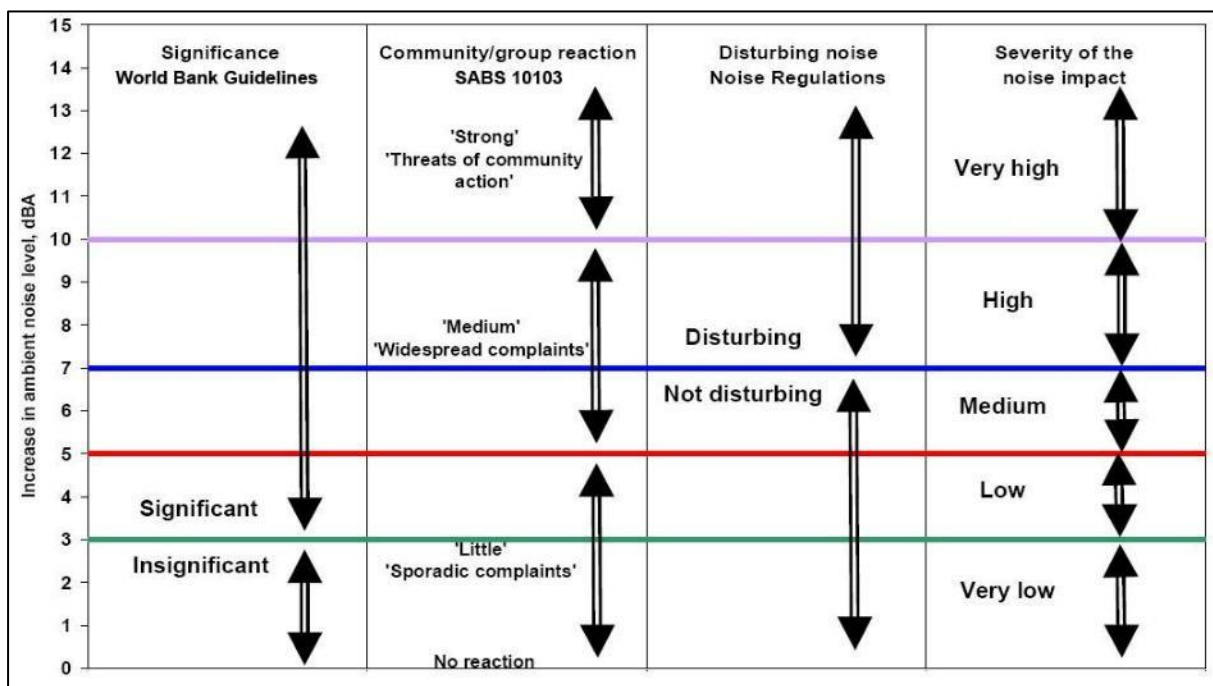 Increase in ambient noise level, dBA
15
14
13
12
11
10
9
8
7
6
5
4
3
2
1
0
Significance
World Bank Guidelines
Significant
Insignificant
Community/group reaction
SABS 10103
'Strong'
'Threats of community
action'
'Medium'
'Widespread complaints'
'Little'
'Sporadic complaints'
No reaction
Disturbing noise
Noise Regulations
Disturbing
Not disturbing
Severity of the
noise impact
Very high
High
Medium
Low
Very low